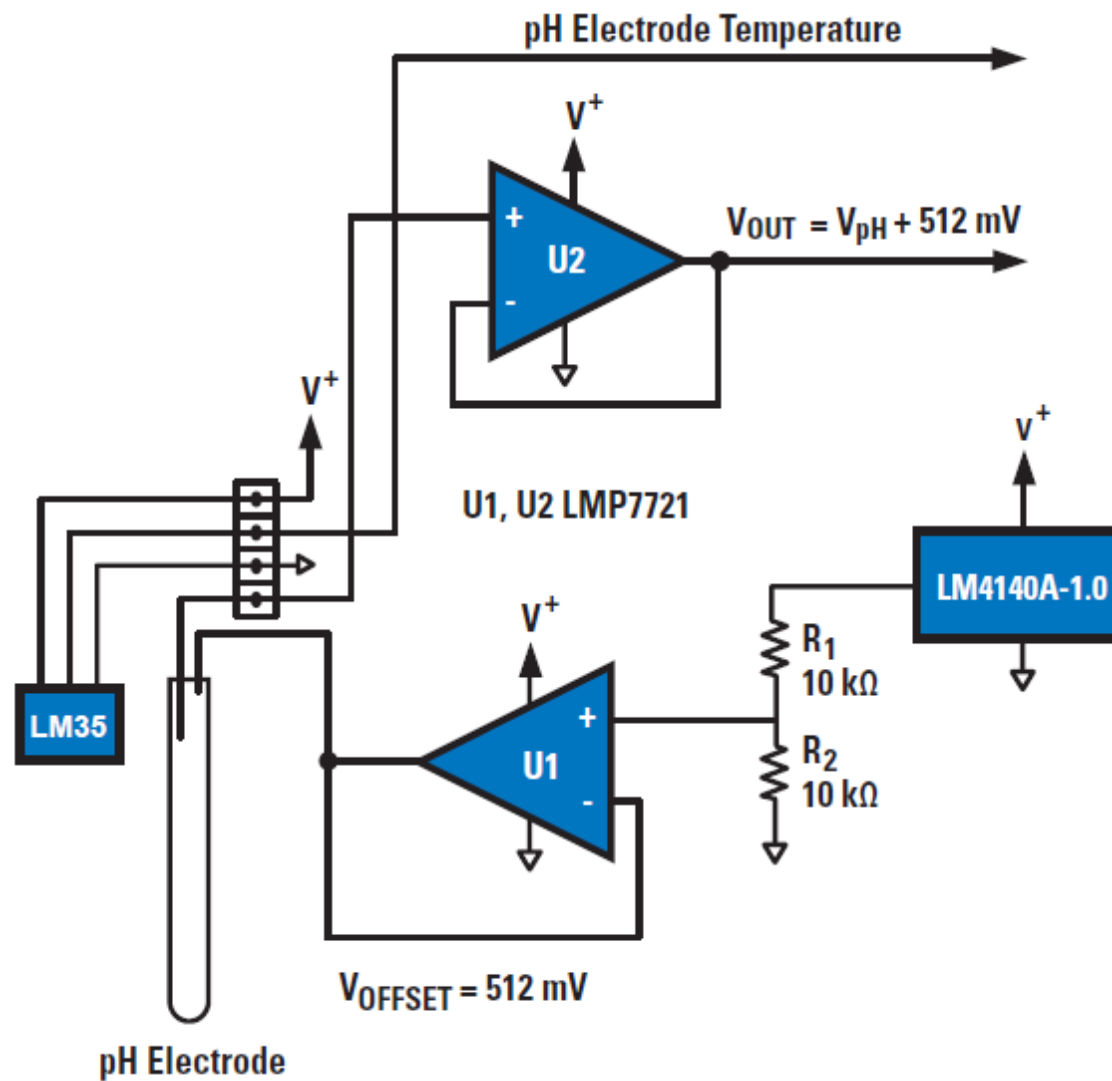 pH Electrode Temperature
V+
+
U2
-
VOUT = VpH + 512 mV
V+
U1, U2 LMP7721
V+
LM4140A-1.0
R1
10 kΩ
V+
+
U1
-
R2
10 kΩ
LM35
VOFFSET = 512 mV
pH Electrode